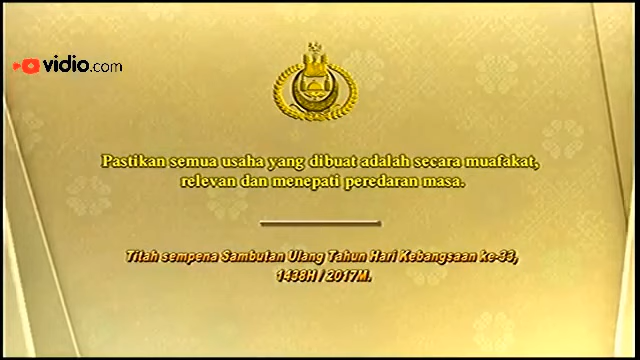 vidio.com
Pastikan semua usaha yang dibuat adalah secara muafakat,
relevan dan menepati peredaran masa.
Titah sempena Sambutan Ulang Tahun Hari Kebangsaan ke-33,
1438H / 2017M.